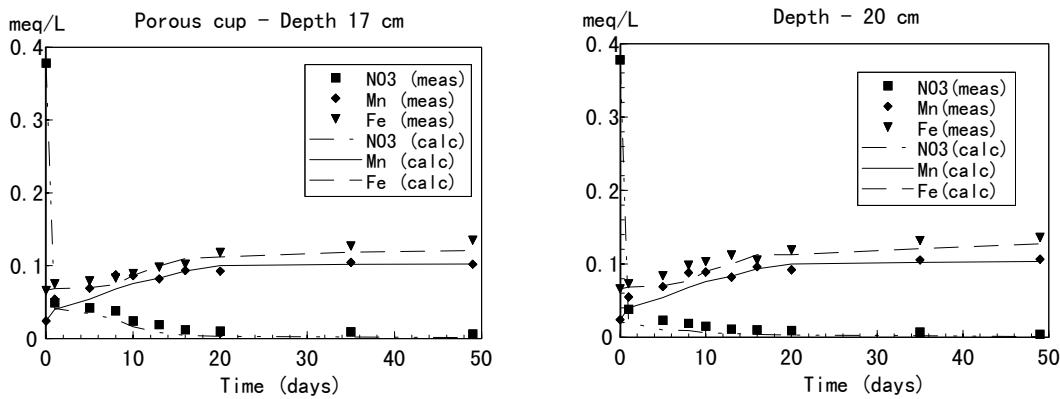 meq/L
Porous cup - Depth 17 cm
0.4
0.3
0.2
0.1
0
0 10 20 30 40 50
Time (days)
NO3 (meas)
Mn (meas)
Fe (meas)
NO3 (calc)
Mn (calc)
Fe (calc)
meq/L
Depth - 20 cm
0.4
0.3
0.2
0.1
0
0 10 20 30 40 50
Time (days)
NO3(meas)
Mn(meas)
Fe(meas)
NO3(calc)
Mn(calc)
Fe(calc)